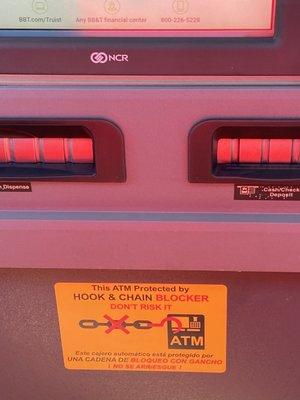 BBT.com/Truist Any BB&T financial center 800-226-5228
NCR
Dispense
Cash/Check
Deposit
This ATM Protected by
HOOK & CHAIN BLOCKER
DON'T RISK IT
ATM
Este cajero automático está protegido por
UNA CADENA DE BLOQUEO CON GANCHO
¡ NO SE ARRIESGUE !